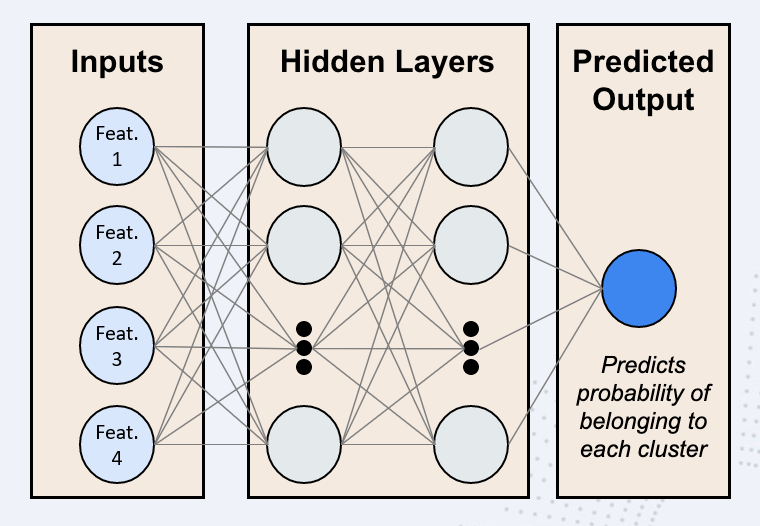 Inputs
Feat.
1
Feat.
2
Feat.
3
Feat.
4
Hidden Layers
Predicted
Output
Predicts
probability of
belonging to
each cluster